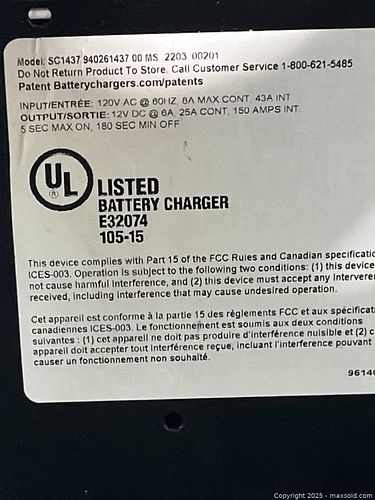 Model: SC1437 940261437 00 MS 2203 00201
Do Not Return Product To Store. Call Customer Service 1-800-621-5485
Patent Batterychargers.com/patents
INPUT/ENTRÉE: 120V AC @ 60HZ, 8A MAX CONT, 43A INT
OUTPUT/SORTIE: 12V DC @ 6A, 25A CONT, 150 AMPS INT
5 SEC MAX ON, 180 SEC MIN OFF
UL
®
LISTED
BATTERY CHARGER
E32074
105-15
This device complies with Part 15 of the FCC Rules and Canadian
ICES-003. Operation is subject to the following two conditions: (1) this device
not cause harmful interference, and (2) this device must accept any
received, including interference that may cause undesired operation.
Cet appareil est conforme à la partie 15 des règlements FCC et aux
canadiennes ICES-003. Le fonctionnement est soumis aux deux conditions
suivantes : (1) cet appareil ne doit pas produire d'interférence nuisible et (2)
appareil doit accepter tout interférence reçue, incluant l'interférence pouvant
causer un fonctionnement non souhaité.
Copyright 2025 - maxsold.com